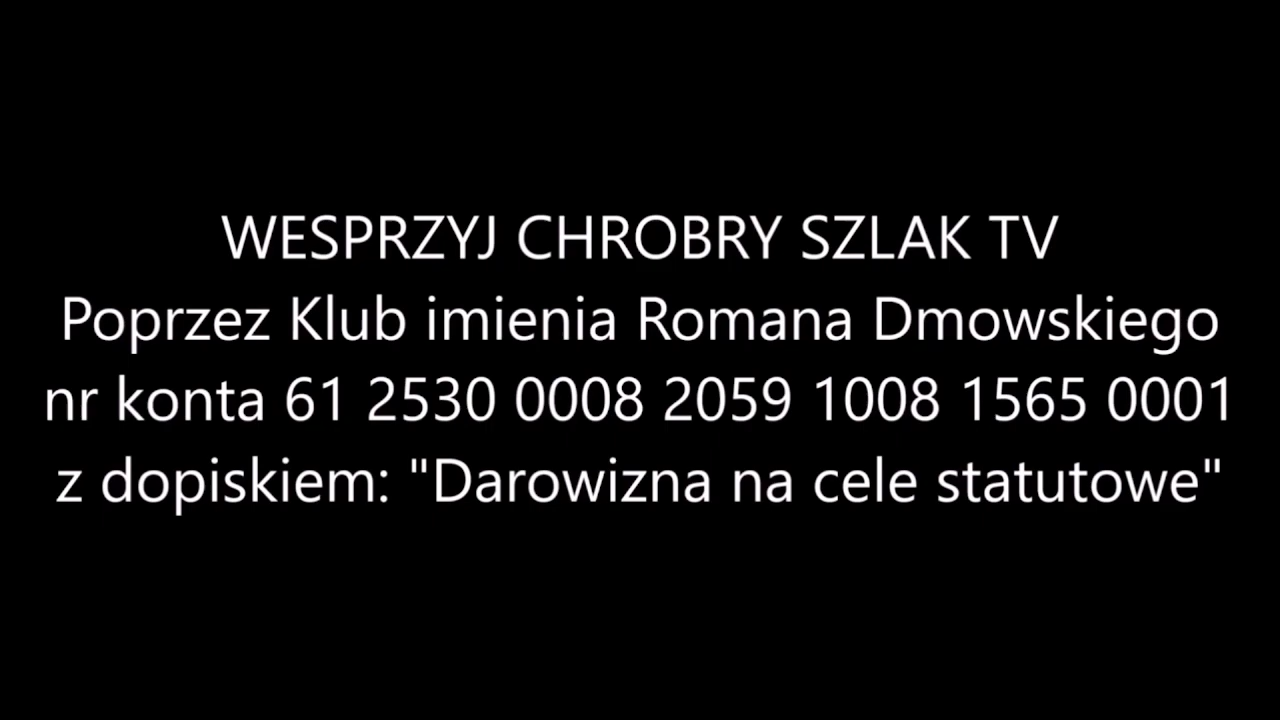 WESPRZYJ CHROBRY SZLAK TV
Poprzez Klub imienia Romana Dmowskiego
nr konta 61 2530 0008 2059 1008 1565 0001
z dopiskiem: "Darowizna na cele statutowe"